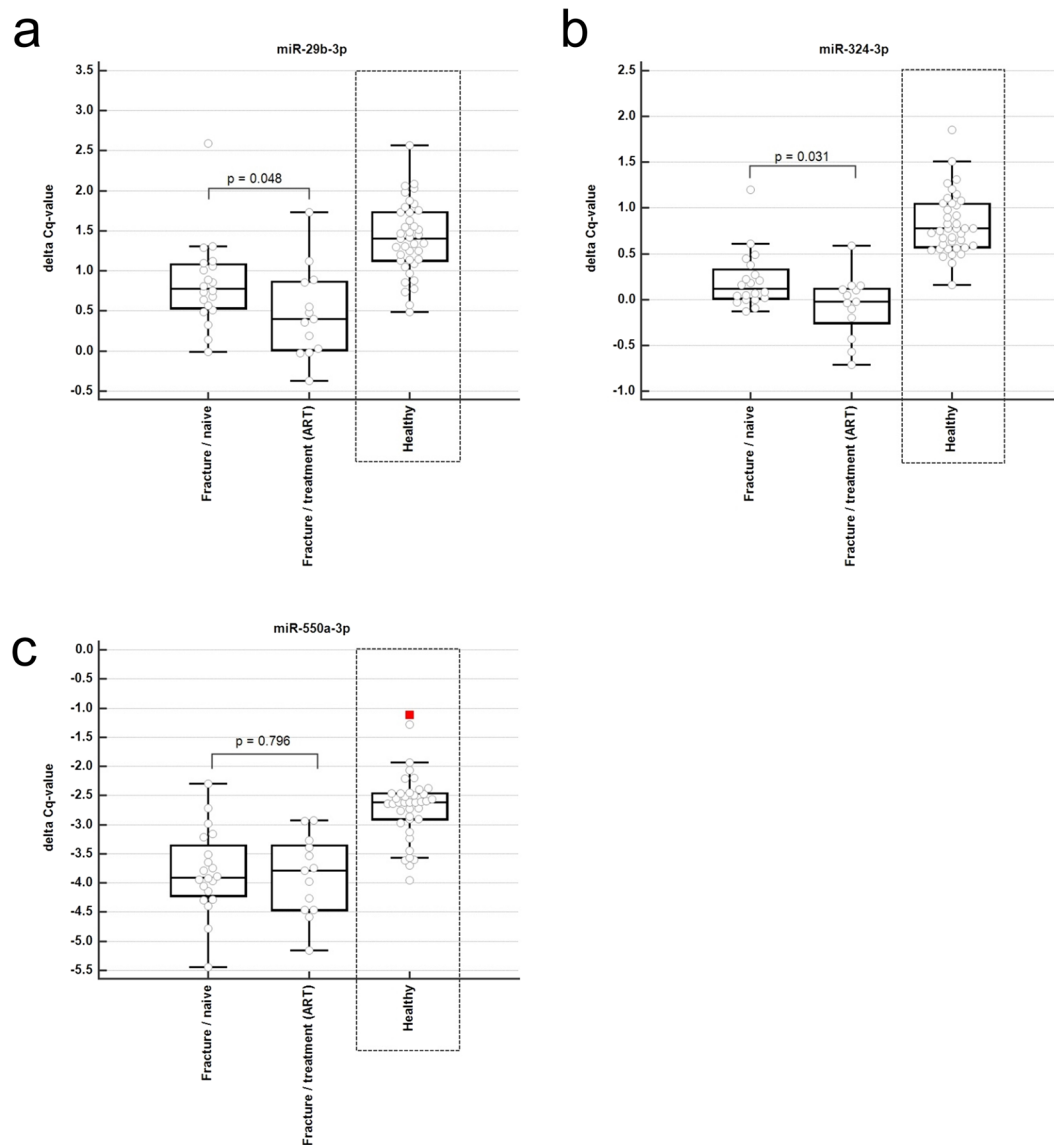 a
miR-29b-3p
delta Cq-value
3.5
3.0
2.5
2.0
1.5
1.0
0.5
0.0
-0.5
p = 0.048
Fracture / naive
Fracture / treatment (ART)
Healthy
b
miR-324-3p
delta Cq-value
2.5
2.0
1.5
1.0
0.5
0.0
-0.5
-1.0
p = 0.031
Fracture / naive
Fracture / treatment (ART)
Healthy
c
miR-550a-3p
delta Cq-value
0.0
-0.5
-1.0
-1.5
-2.0
-2.5
-3.0
-3.5
-4.0
-4.5
-5.0
-5.5
p = 0.796
Fracture / naive
Fracture / treatment (ART)
Healthy